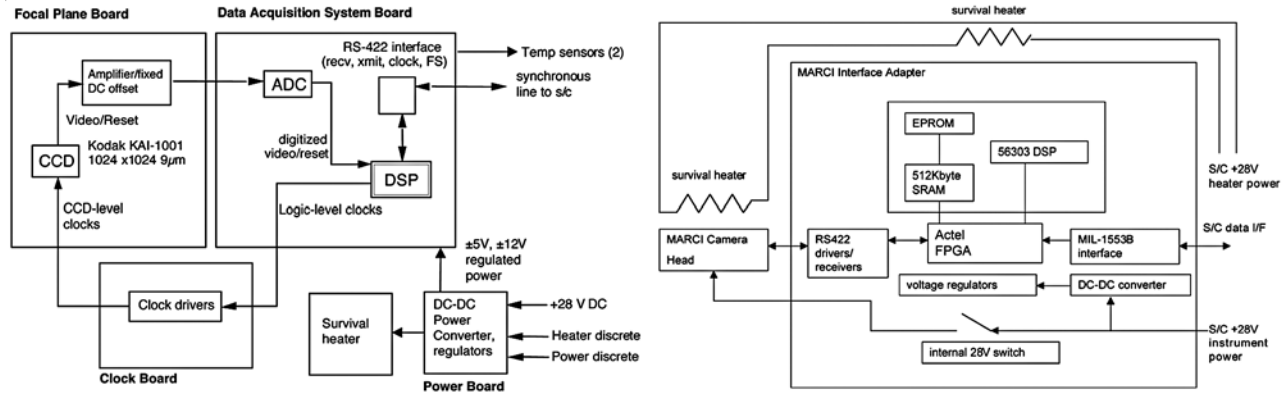 Focal Plane Board
Data Acquisition System Board
Amplifier/fixed
DC offset
Video/Reset
Kodak KAI-1001
1024 x1024 9µm
CCD
CCD-level
clocks
RS-422 interface
(recv, xmit, clock, FS)
ADC
digitized
video/reset
DSP
Logic-level clocks
Temp sensors (2)
synchronous
line to s/c
±5V, ±12V
regulated
power
Clock drivers
Clock Board
Survival
heater
DC-DC
Power
Converter,
regulators
Power Board
+28 V DC
Heater discrete
Power discrete
survival heater
MARCI Interface Adapter
EPROM
56303 DSP
512Kbyte
SRAM
survival heater
S/C +28V
heater power
MARCI Camera
Head
RS422
drivers/
receivers
Actel
FPGA
MIL-1553B
interface
S/C data I/F
voltage regulators
DC-DC converter
internal 28V switch
S/C +28V
instrument
power